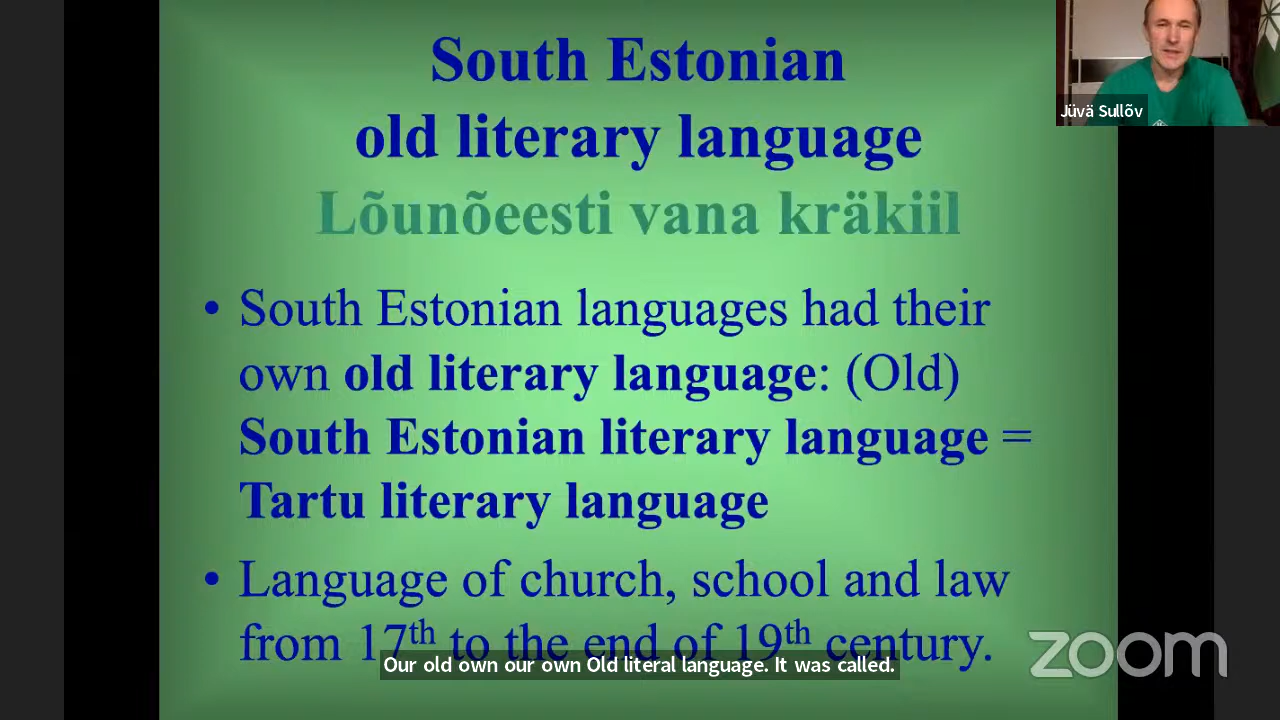 South Estonian
old literary language
Lõunõeesti vana kräkiil
• South Estonian languages had their
own old literary language: (Old)
South Estonian literary language =
Tartu literary language
• Language of church, school and law
from 17th to the end of 19th century.
Our old own our own Old literal language. It was called.
Jüvä Sullõv
zoom